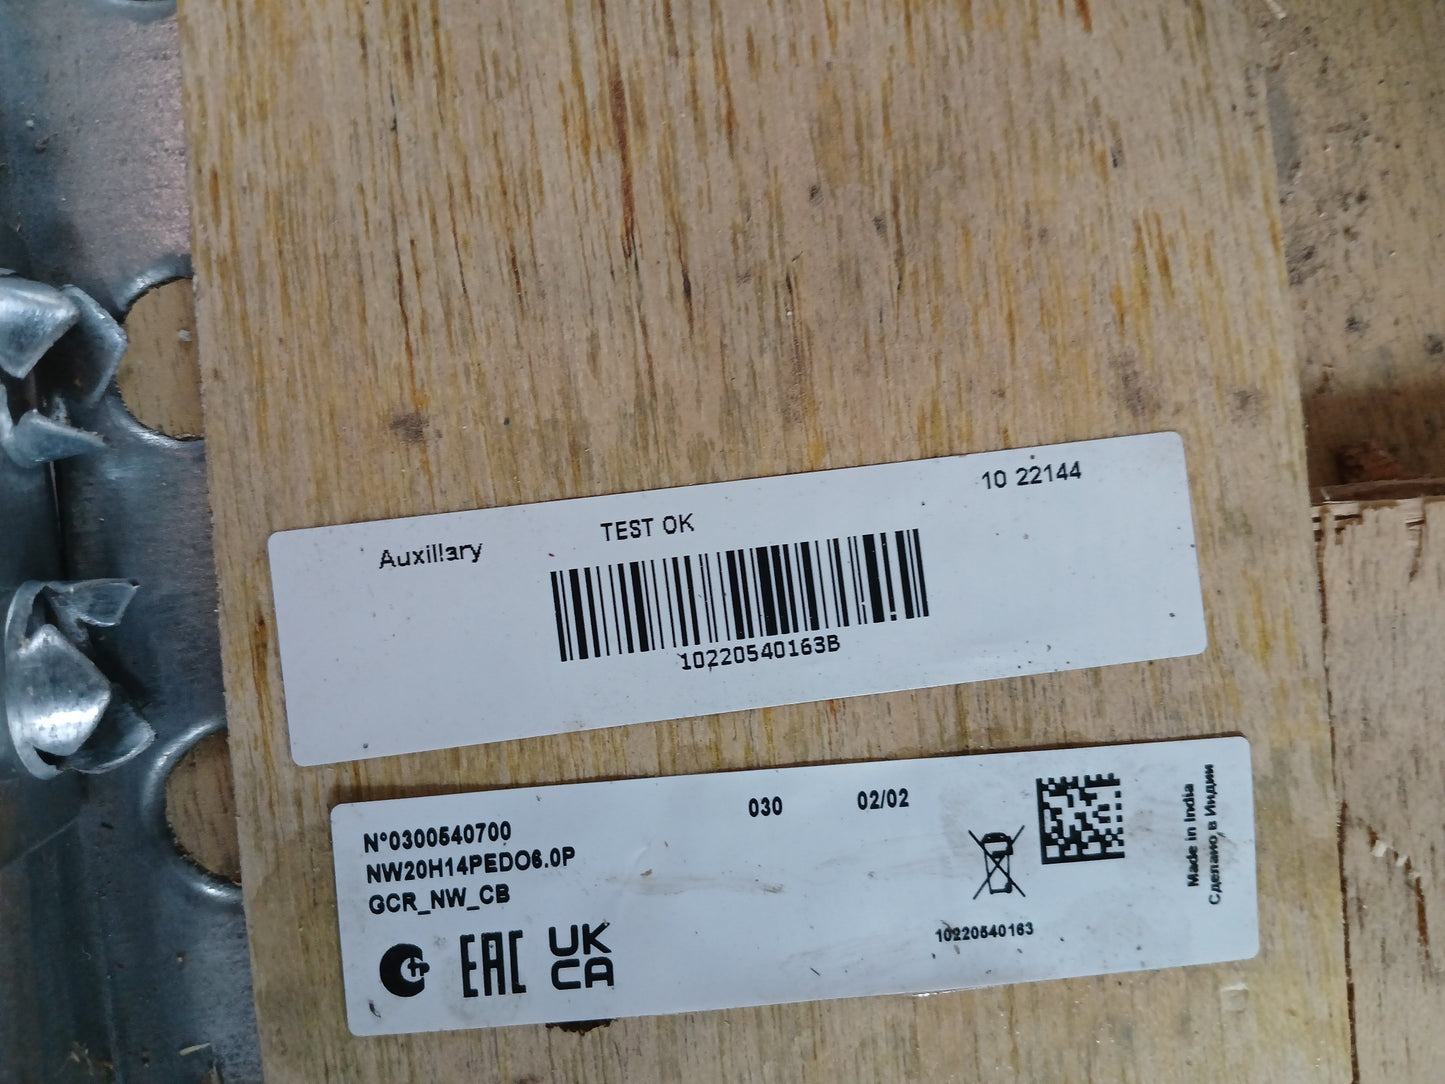 Auxillary
TEST OK
10 22144
10220540163B
N°0300540700
NW20H14PEDO6.0P
GCR_NW_CB
030
02/02
Made in India
Сделано в Индии
10220540163
EAC
UK
CA